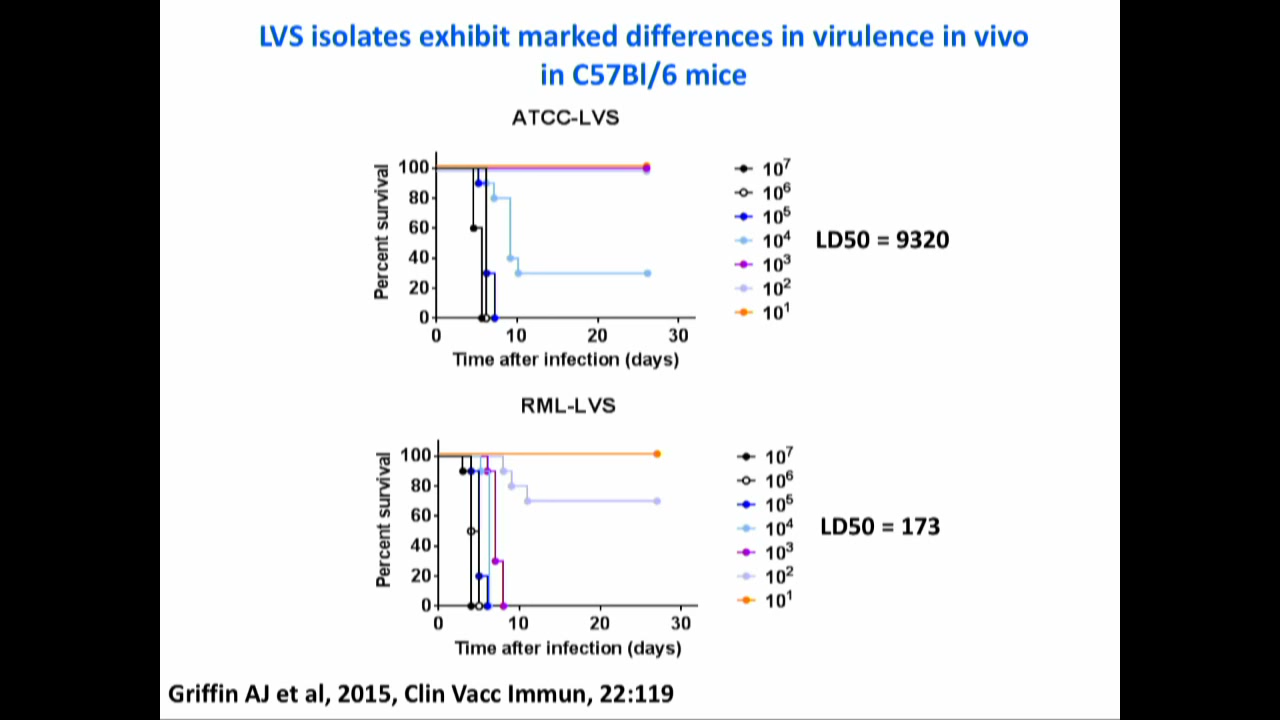 LVS isolates exhibit marked differences in virulence in vivo
in C57Bl/6 mice
ATCC-LVS
Percent survival
100
80
60
40
20
0
0 10 20 30
Time after infection (days)
10⁷
10⁶
10⁵
10⁴
10³
10²
10¹
LD50 = 9320
RML-LVS
Percent survival
100
80
60
40
20
0
0 10 20 30
Time after infection (days)
10⁷
10⁶
10⁵
10⁴
10³
10²
10¹
LD50 = 173
Griffin AJ et al, 2015, Clin Vacc Immun, 22:119